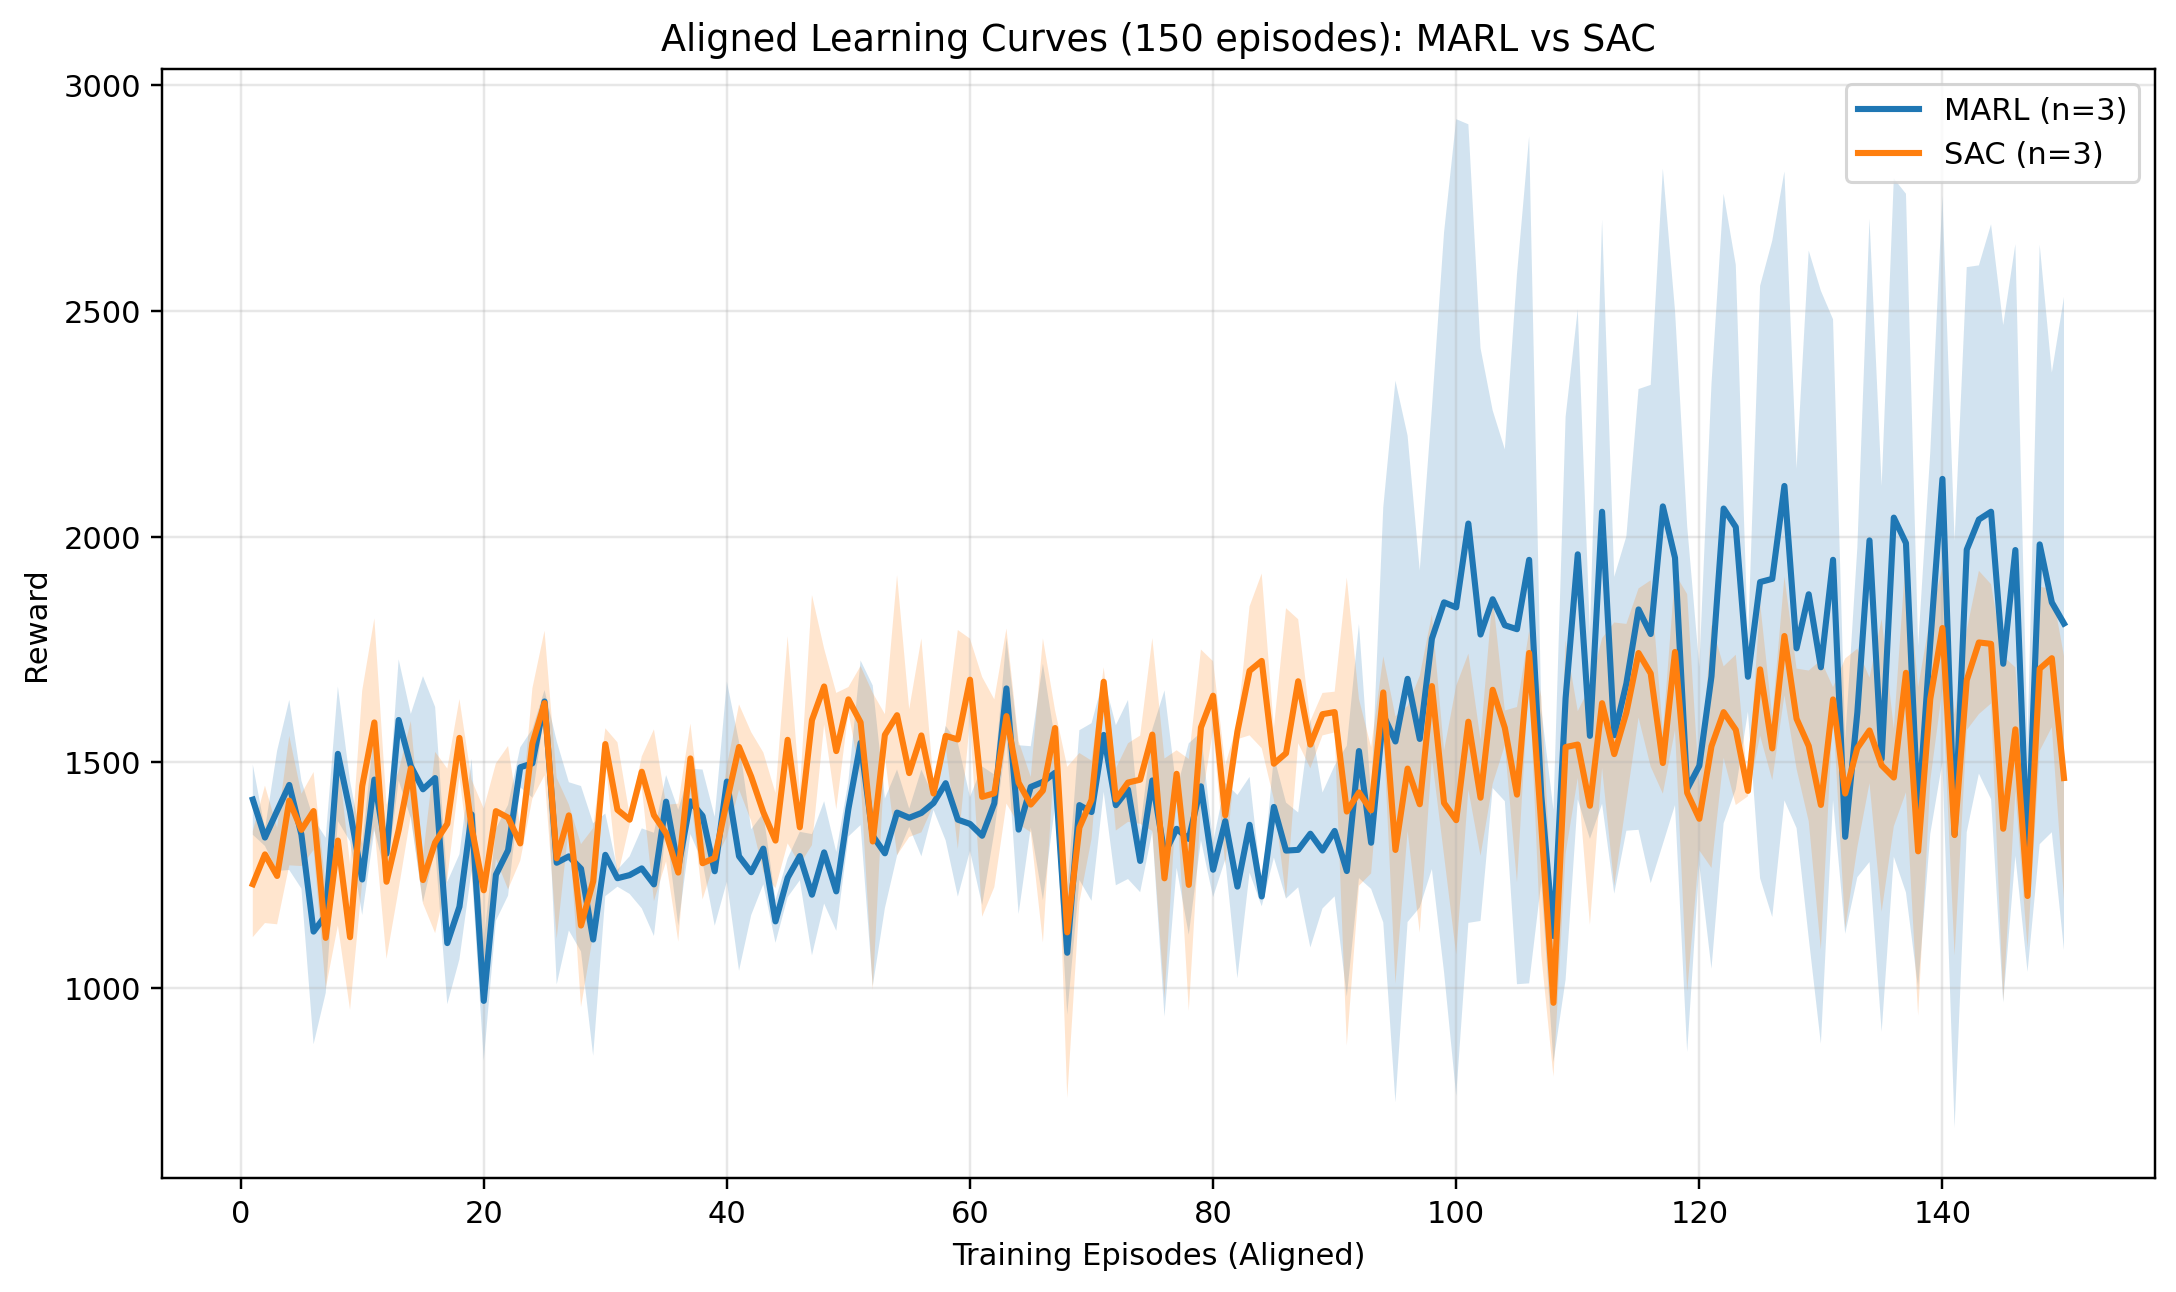 Aligned Learning Curves (150 episodes): MARL vs SAC
MARL (n=3)
SAC (n=3)
Reward
3000
2500
2000
1500
1000
0
20
40
60
80
100
120
140
Training Episodes (Aligned)